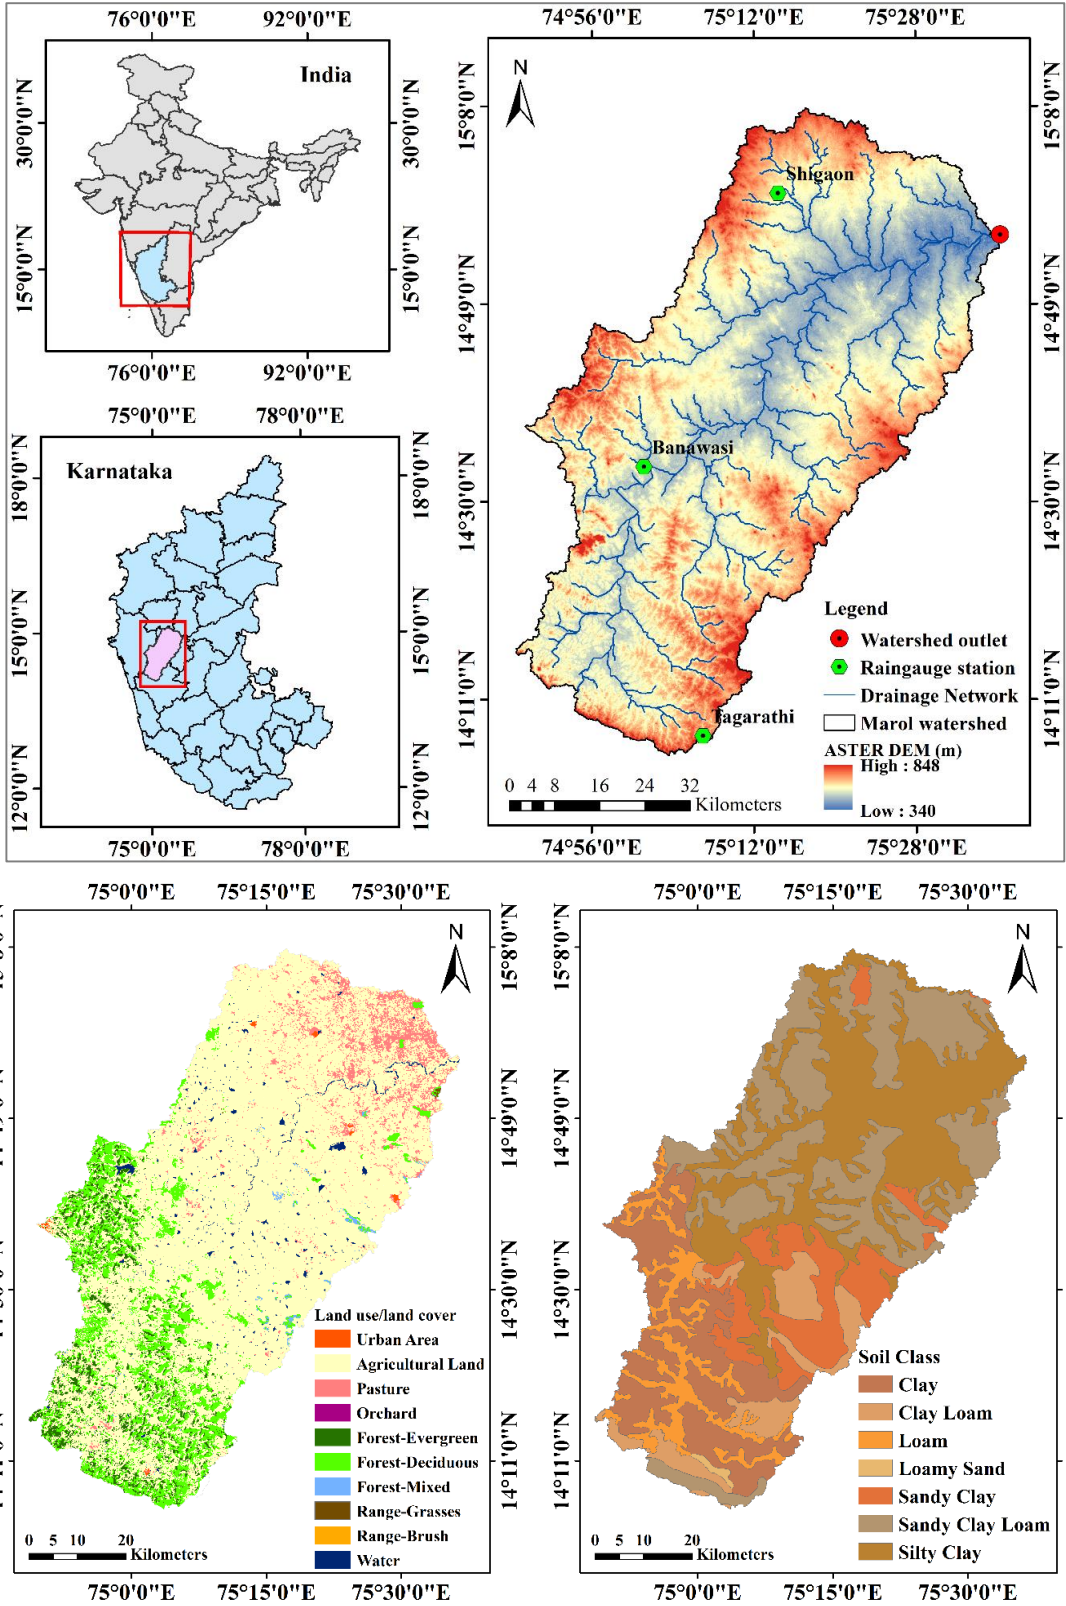 76°0'0"E 92°0'0"E
India
30°0'0"N
15°0'0"N
30°0'0"N
15°0'0"N
76°0'0"E 92°0'0"E
75°0'0"E 78°0'0"E
Karnataka
18°0'0"N
15°0'0"N
12°0'0"N
18°0'0"N
15°0'0"N
12°0'0"N
75°0'0"E 78°0'0"E
74°56'0"E 75°12'0"E 75°28'0"E
N
15°8'0"N
14°49'0"N
14°30'0"N
14°11'0"N
Shigaon
Banawasi
Tagarathi
15°8'0"N
14°49'0"N
14°30'0"N
14°11'0"N
Legend
Watershed outlet
Raingauge station
Drainage Network
Marol watershed
ASTER DEM (m)
High : 848
Low : 340
0 4 8 16 24 32
Kilometers
74°56'0"E 75°12'0"E 75°28'0"E
75°0'0"E 75°15'0"E 75°30'0"E
N
15°8'0"N
14°49'0"N
14°30'0"N
14°11'0"N
Land use/land cover
Urban Area
Agricultural Land
Pasture
Orchard
Forest-Evergreen
Forest-Deciduous
Forest-Mixed
Range-Grasses
Range-Brush
Water
0 5 10 20
Kilometers
75°0'0"E 75°15'0"E 75°30'0"E
75°0'0"E 75°15'0"E 75°30'0"E
N
15°8'0"N
14°49'0"N
14°30'0"N
14°11'0"N
Soil Class
Clay
Clay Loam
Loam
Loamy Sand
Sandy Clay
Sandy Clay Loam
Silty Clay
0 5 10 20
Kilometers
75°0'0"E 75°15'0"E 75°30'0"E